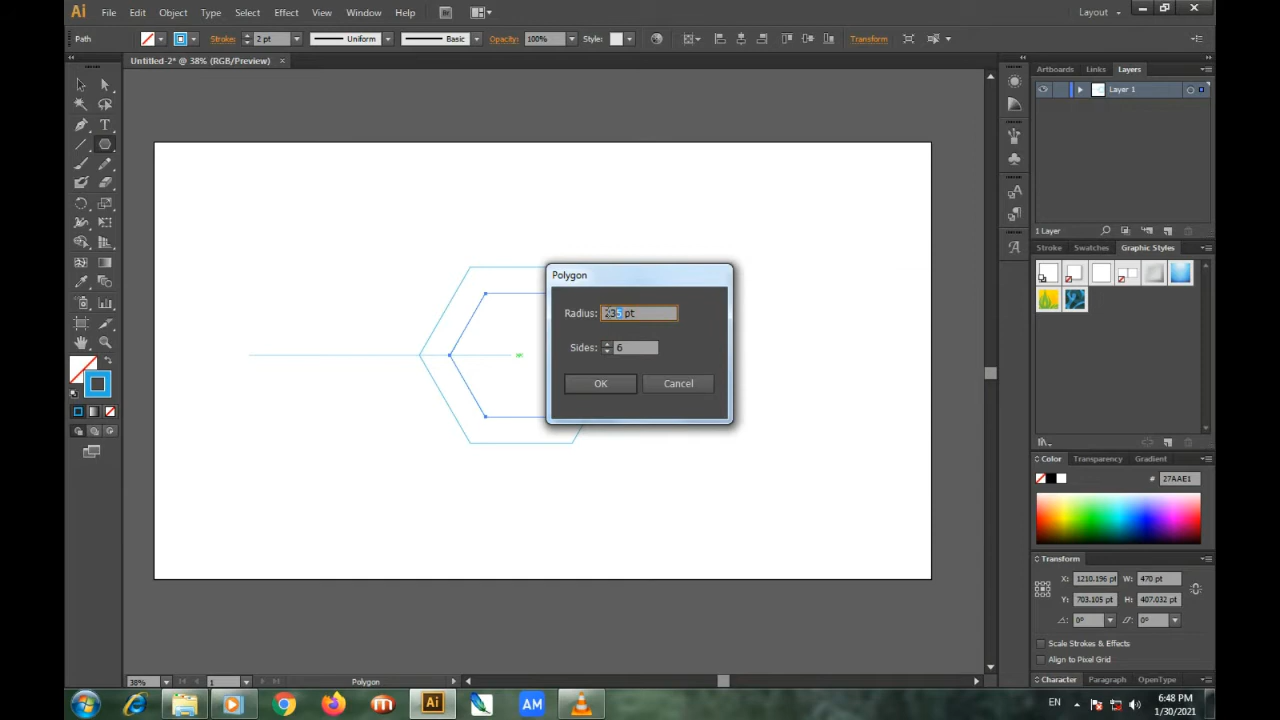 Ai File Edit Object Type Select Effect View Window Help Br Layout
Path Stroke: 2 pt Uniform Basic Opacity: 100% Style: Transform
Untitled-2* @ 38% (RGB/Preview) ×
Artboards Links Layers
Layer 1
1 Layer
Stroke Swatches Graphic Styles
Polygon
Radius: 235 pt
Sides: 6
OK Cancel
Color Transparency Gradient
# 27AAE1
Transform
X: 1210.196 pt W: 470 pt
Y: 703.105 pt H: 407.032 pt
0° 0°
Scale Strokes & Effects
Align to Pixel Grid
Character Paragraph OpenType
38% 1 Polygon
Ai AM EN 6:48 PM
1/30/2021